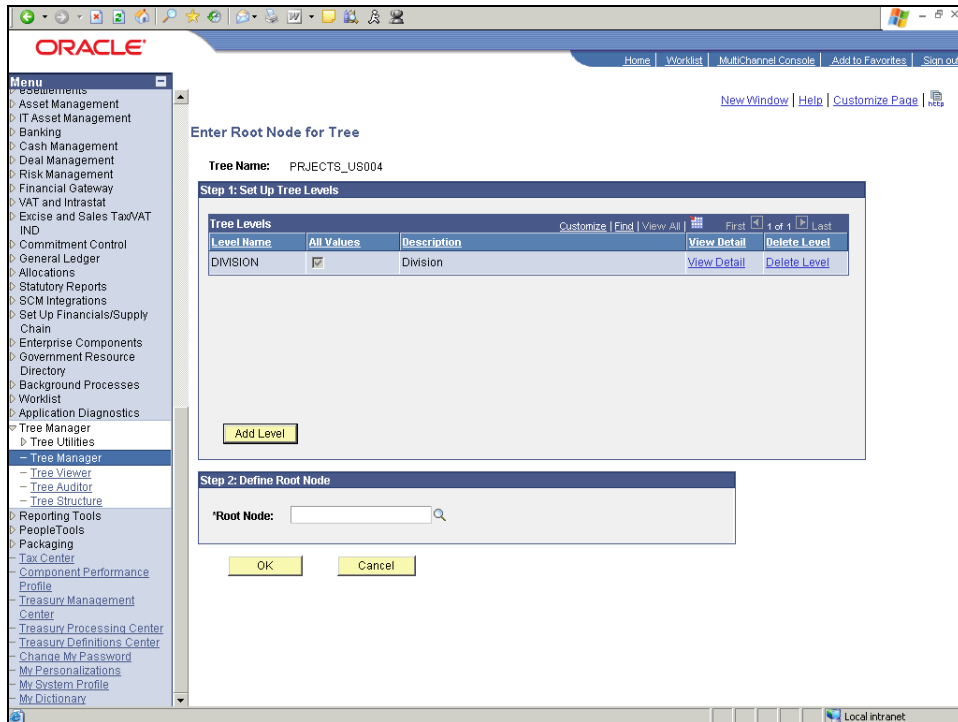 ORACLE
Home | Worklist | MultiChannel Console | Add to Favorites | Sign out
Menu
eSettlements
Asset Management
IT Asset Management
Banking
Cash Management
Deal Management
Risk Management
Financial Gateway
VAT and Intrastat
Excise and Sales Tax/VAT
IND
Commitment Control
General Ledger
Allocations
Statutory Reports
SCM Integrations
Set Up Financials/Supply
Chain
Enterprise Components
Government Resource
Directory
Background Processes
Worklist
Application Diagnostics
Tree Manager
Tree Utilities
Tree Manager
Tree Viewer
Tree Auditor
Tree Structure
Reporting Tools
PeopleTools
Packaging
Tax Center
Component Performance
Profile
Treasury Management
Center
Treasury Processing Center
Treasury Definitions Center
Change My Password
My Personalizations
My System Profile
My Dictionary
New Window | Help | Customize Page | http
Enter Root Node for Tree
Tree Name: PRJECTS_US004
Step 1: Set Up Tree Levels
Tree Levels Customize | Find | View All | First 1 of 1 Last
Level Name All Values Description View Detail Delete Level
DIVISION Division View Detail Delete Level
Add Level
Step 2: Define Root Node
*Root Node:
OK Cancel
Local intranet